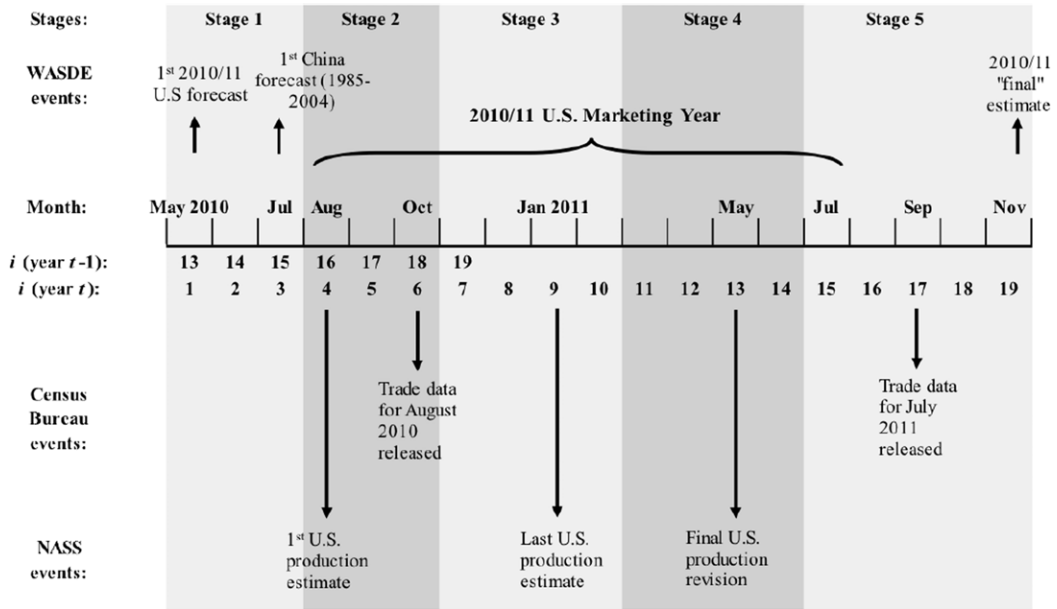 Stages: Stage 1 Stage 2 Stage 3 Stage 4 Stage 5
WASDE
events:
1st 2010/11
U.S forecast
1st China
forecast (1985-
2004)
2010/11
"final"
estimate
2010/11 U.S. Marketing Year
Month: May 2010 Jul Aug Oct Jan 2011 May Jul Sep Nov
i (year t-1): 13 14 15 16 17 18 19
i (year t): 1 2 3 4 5 6 7 8 9 10 11 12 13 14 15 16 17 18 19
Census
Bureau
events:
Trade data
for August
2010
released
Trade data
for July
2011
released
NASS
events:
1st U.S.
production
estimate
Last U.S.
production
estimate
Final U.S.
production
revision